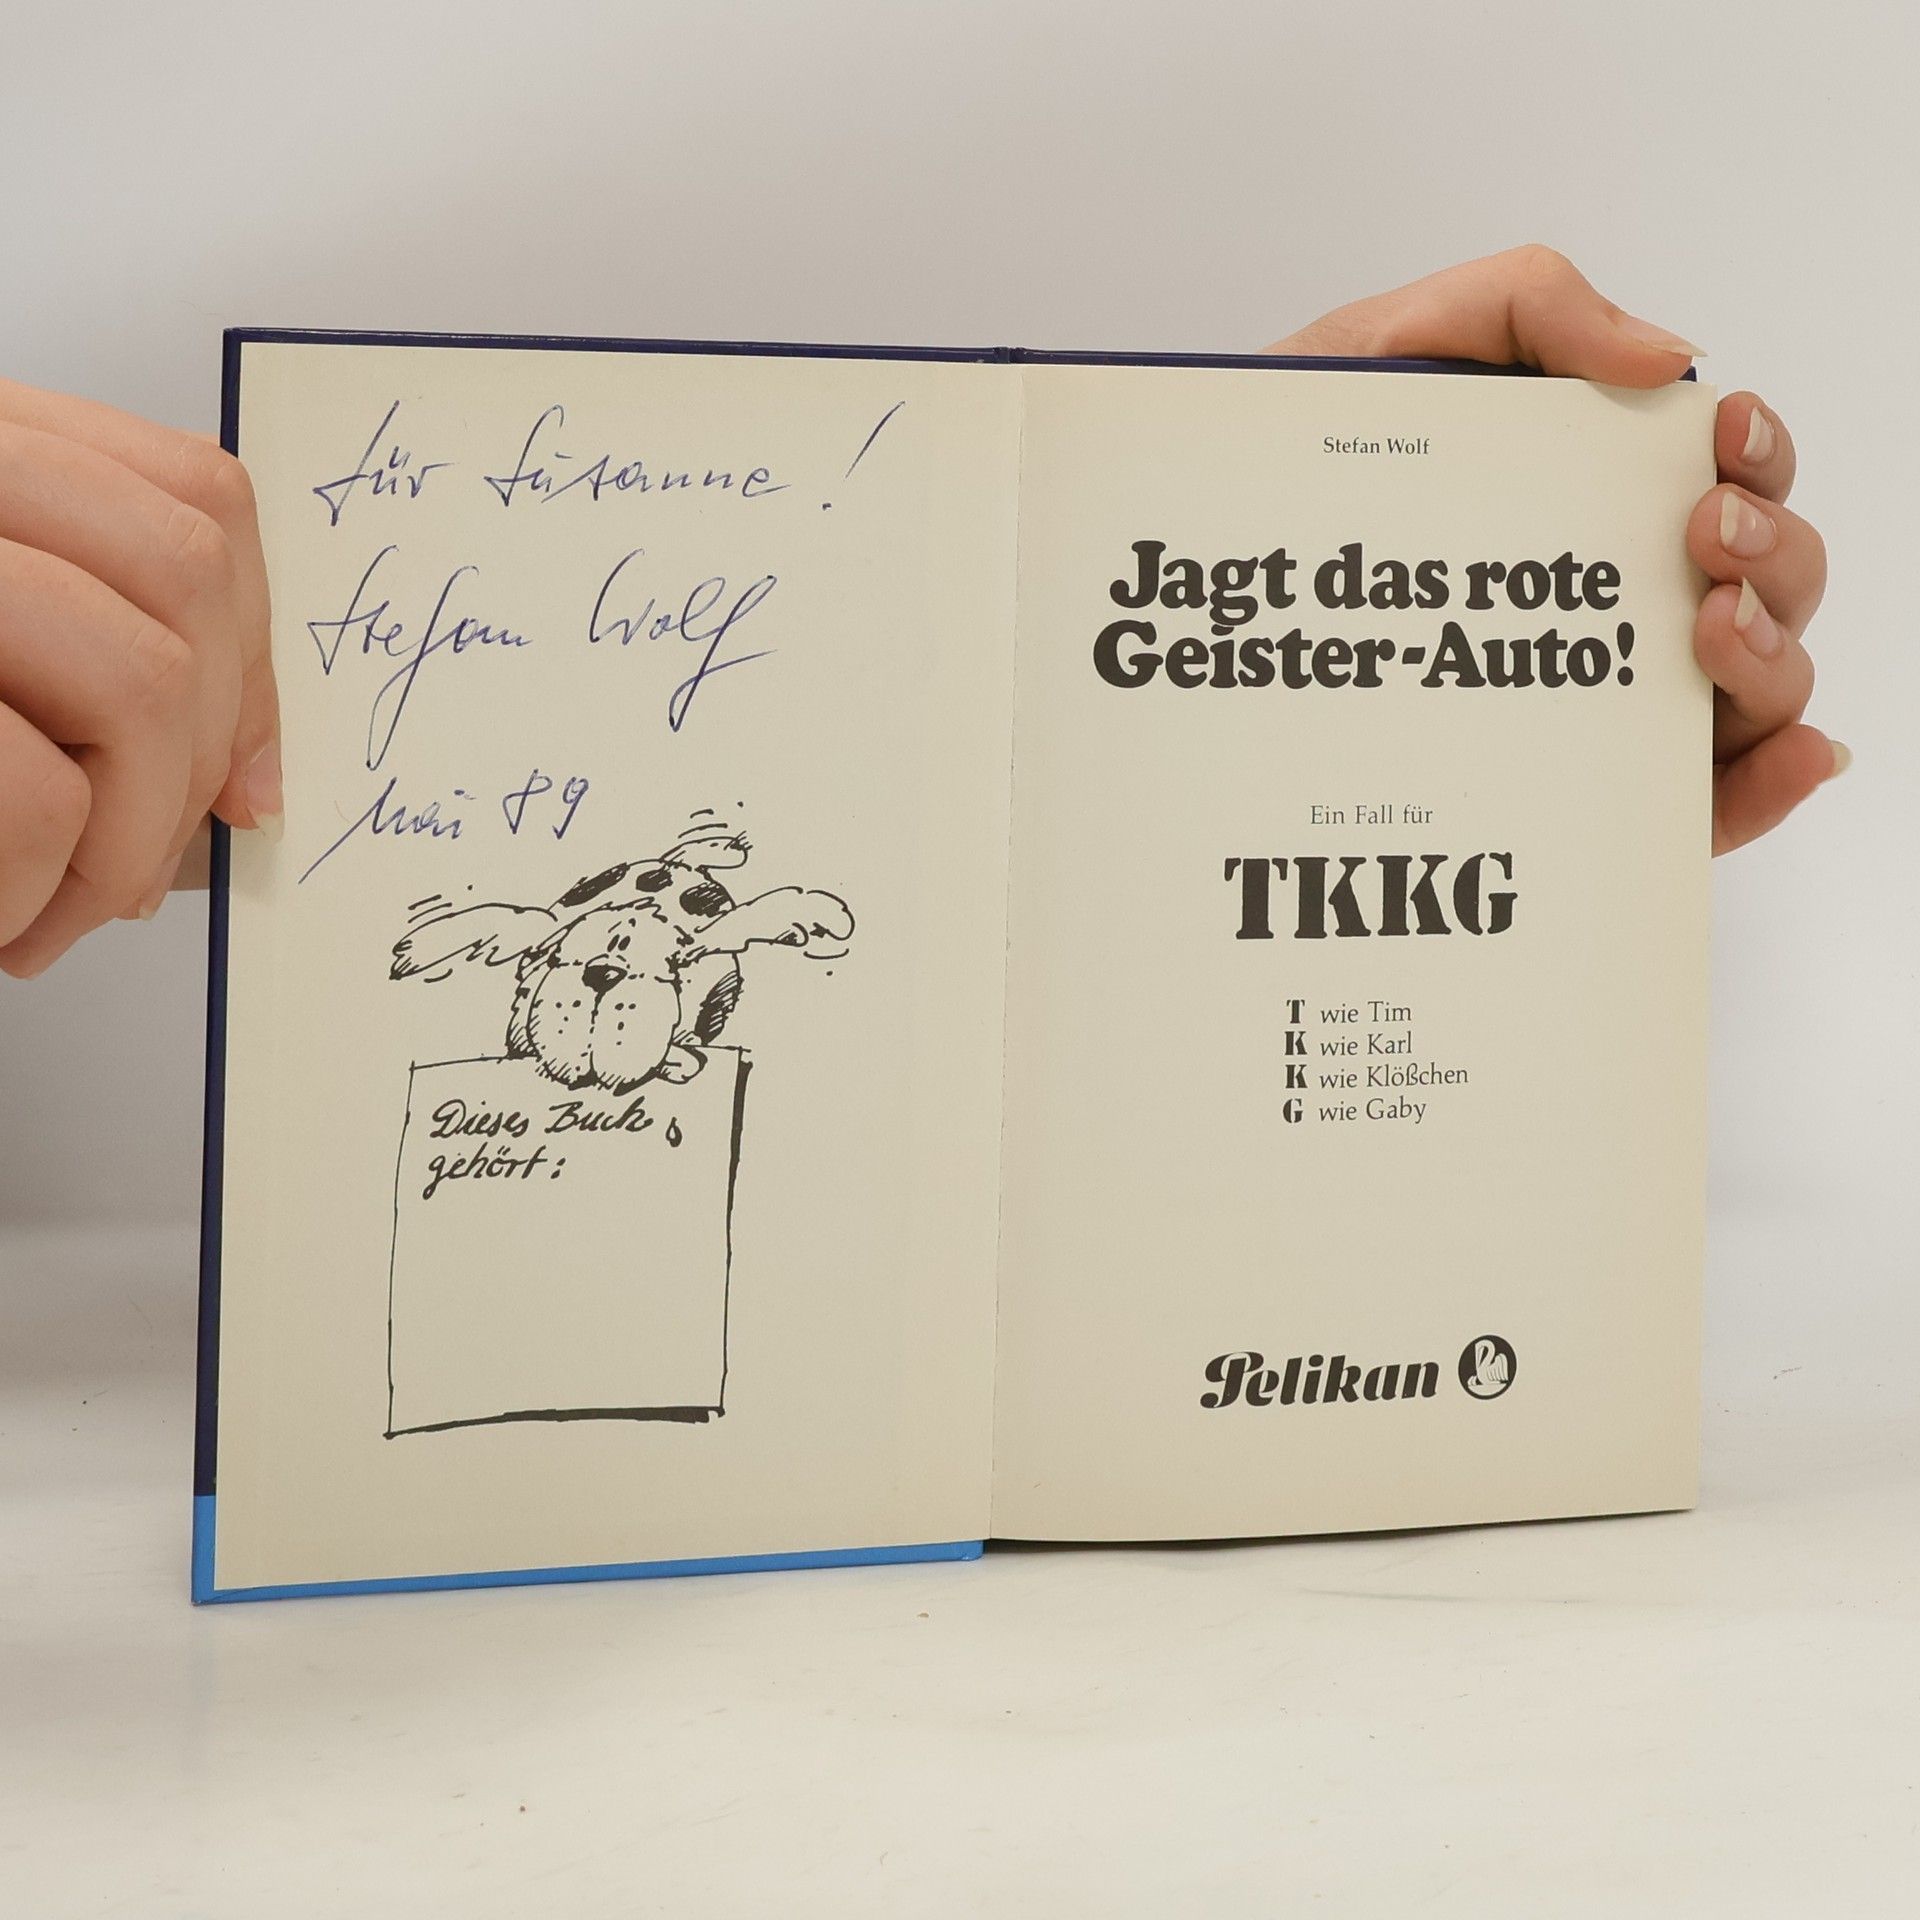 für Susanne!
Stefan Wolf
Mai 89
Dieses Buch
gehört:
Stefan Wolf
Jagt das rote
Geister-Auto!
Ein Fall für
TKKG
T wie Tim
K wie Karl
K wie Klößchen
G wie Gaby
Pelikan